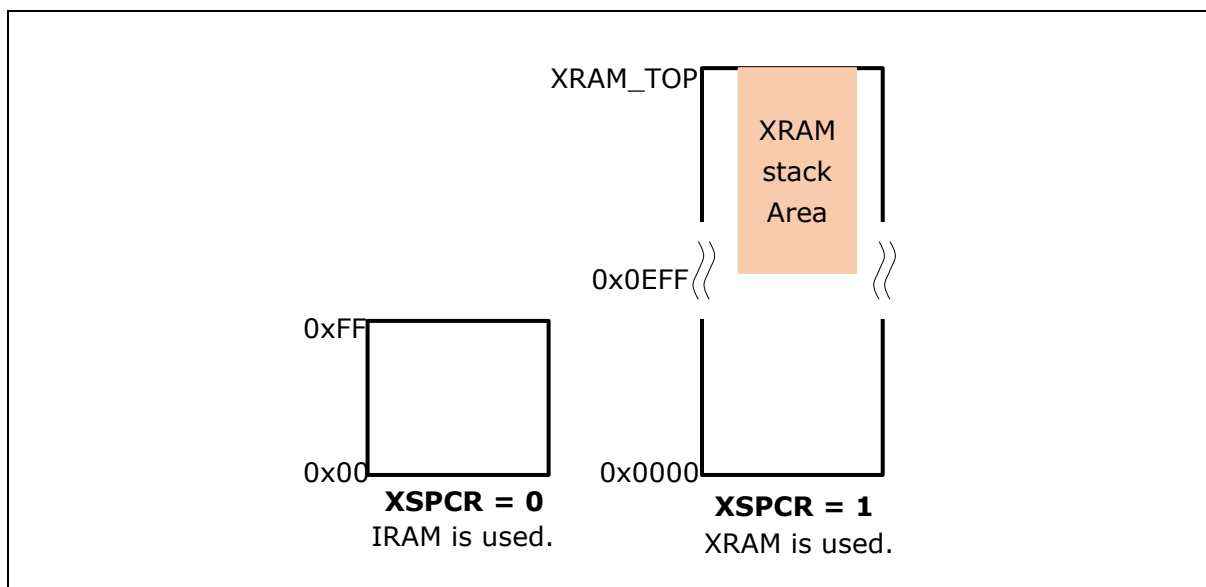 XRAM_TOP
XRAM
stack
Area
0x0EFF
0xFF
0x00
0x0000
XSPCR = 0
IRAM is used.
XSPCR = 1
XRAM is used.